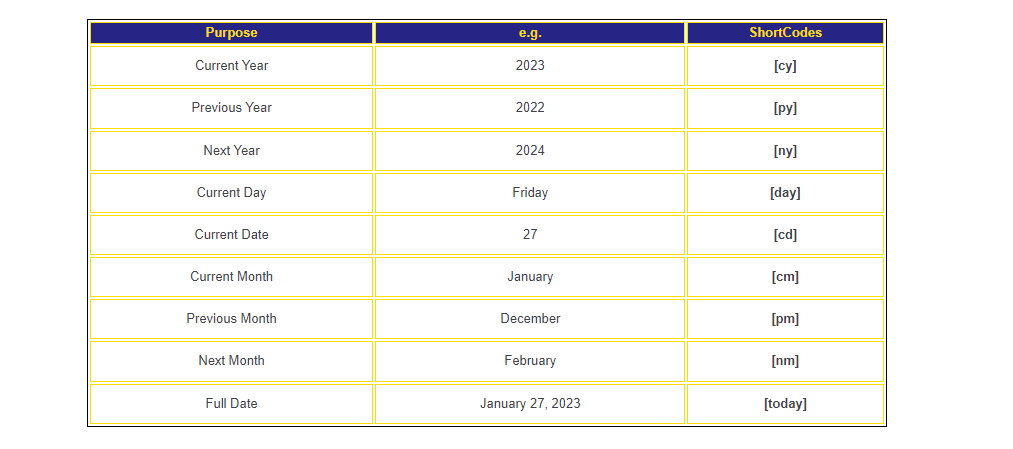 Purpose e.g. ShortCodes
Current Year 2023 [cy]
Previous Year 2022 [py]
Next Year 2024 [ny]
Current Day Friday [day]
Current Date 27 [cd]
Current Month January [cm]
Previous Month December [pm]
Next Month February [nm]
Full Date January 27, 2023 [today]